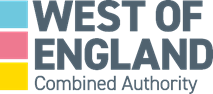 WEST OF
ENGLAND
Combined Authority